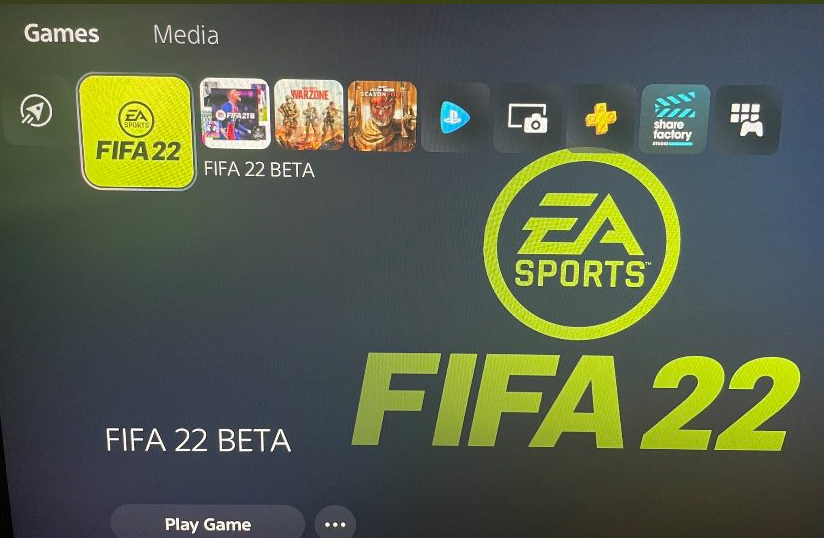 Games
Media
EA
SPORTS
FIFA 22
FIFA 21
WARZONE
SEASON
share
factory
STUDIO
FIFA 22 BETA
EA
SPORTS™
FIFA 22
FIFA 22 BETA
Play Game